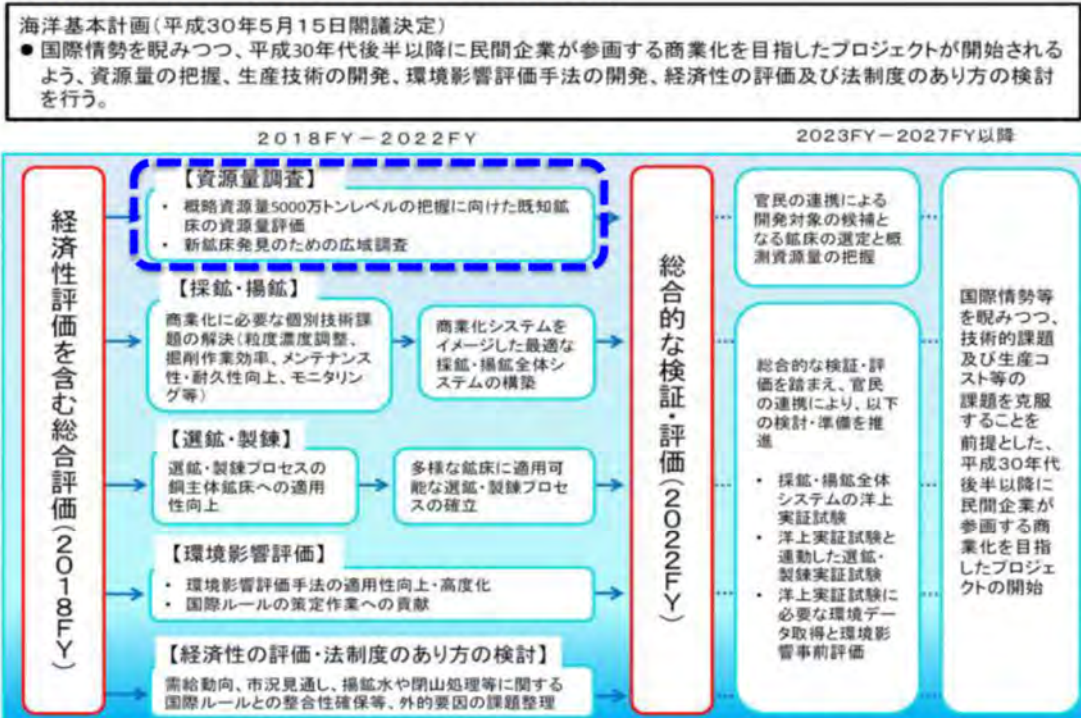 海洋基本計画(平成30年5月15日閣議決定)
● 国際情勢を睨みつつ、平成30年代後半以降に民間企業が参画する商業化を目指したプロジェクトが開始される
よう、資源量の把握、生産技術の開発、環境影響評価手法の開発、経済性の評価及び法制度のあり方の検討
を行う。
2018FY－2022FY
2023FY－2027FY以降
経済性評価を含む総合評価(2018FY)
【資源量調査】
・ 概略資源量5000万トンレベルの把握に向けた既知鉱
床の資源量評価
・ 新鉱床発見のための広域調査
【採鉱・揚鉱】
商業化に必要な個別技術課
題の解決(粒度濃度調整、
掘削作業効率、メンテナンス
性・耐久性向上、モニタリン
グ等)
商業化システムを
イメージした最適な
採鉱・揚鉱全体シ
ステムの構築
【選鉱・製錬】
選鉱・製錬プロセスの
銅主体鉱床への適用
性向上
多様な鉱床に適用可
能な選鉱・製錬プロセ
スの確立
【環境影響評価】
・ 環境影響評価手法の適用性向上・高度化
・ 国際ルールの策定作業への貢献
【経済性の評価・法制度のあり方の検討】
需給動向、市況見通し、揚鉱水や閉山処理等に関する
国際ルールとの整合性確保等、外的要因の課題整理
総合的な検証・評価(2022FY)
官民の連携による
開発対象の候補と
なる鉱床の選定と概
測資源量の把握
総合的な検証・評
価を踏まえ、官民
の連携により、以下
の検討・準備を推
進
・ 採鉱・揚鉱全体
システムの洋上
実証試験
・ 洋上実証試験と
連動した選鉱・
製錬実証試験
・ 洋上実証試験に
必要な環境デー
タ取得と環境影
響事前評価
国際情勢等
を睨みつつ、
技術的課題
及び生産コ
スト等の
課題を克服
することを
前提とした、
平成30年代
後半以降に
民間企業が
参画する商
業化を目指
したプロジェ
クトの開始